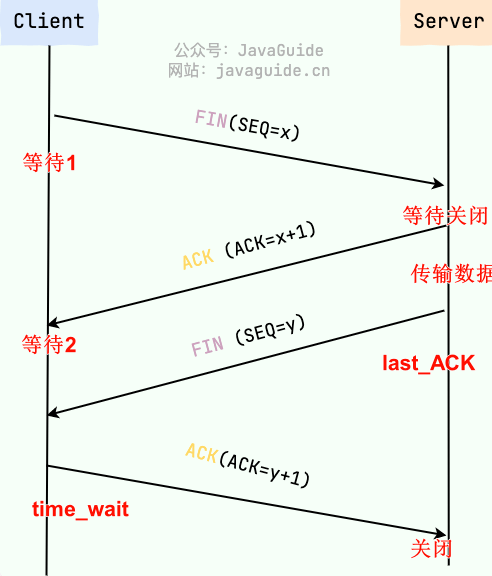 Client
Server
公众号：JavaGuide
网站：javaguide.cn
FIN(SEQ=x)
等待1
等待关闭
ACK (ACK=x+1)
传输数据
等待2
FIN (SEQ=y)
last_ACK
ACK(ACK=y+1)
time_wait
关闭